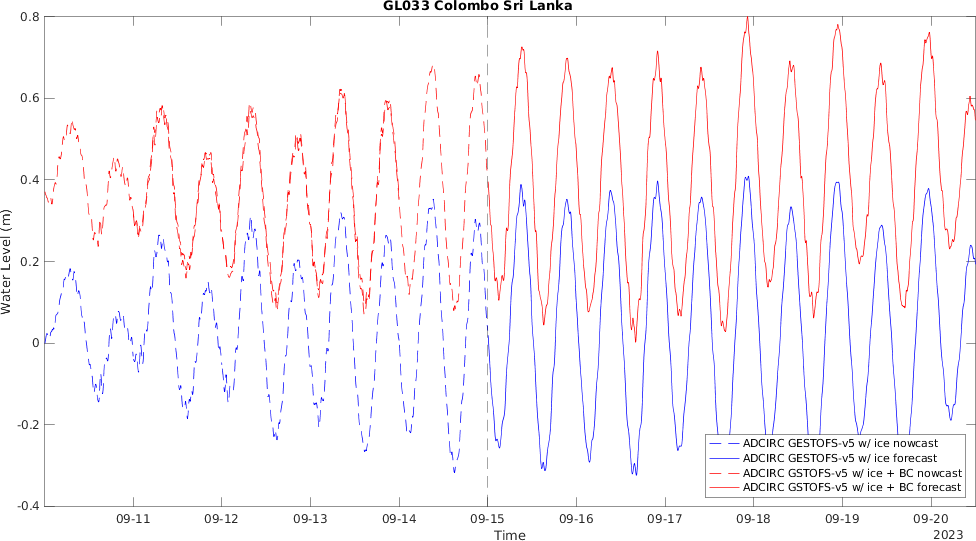 GL033 Colombo Sri Lanka
0.8
0.6
0.4
0.2
0
-0.2
-0.4
Water Level (m)
ADCIRC GESTOFS-v5 w/ ice nowcast
ADCIRC GESTOFS-v5 w/ ice forecast
ADCIRC GSTOFS-v5 w/ ice + BC nowcast
ADCIRC GSTOFS-v5 w/ ice + BC forecast
09-11 09-12 09-13 09-14 09-15 09-16 09-17 09-18 09-19 09-20
Time
2023